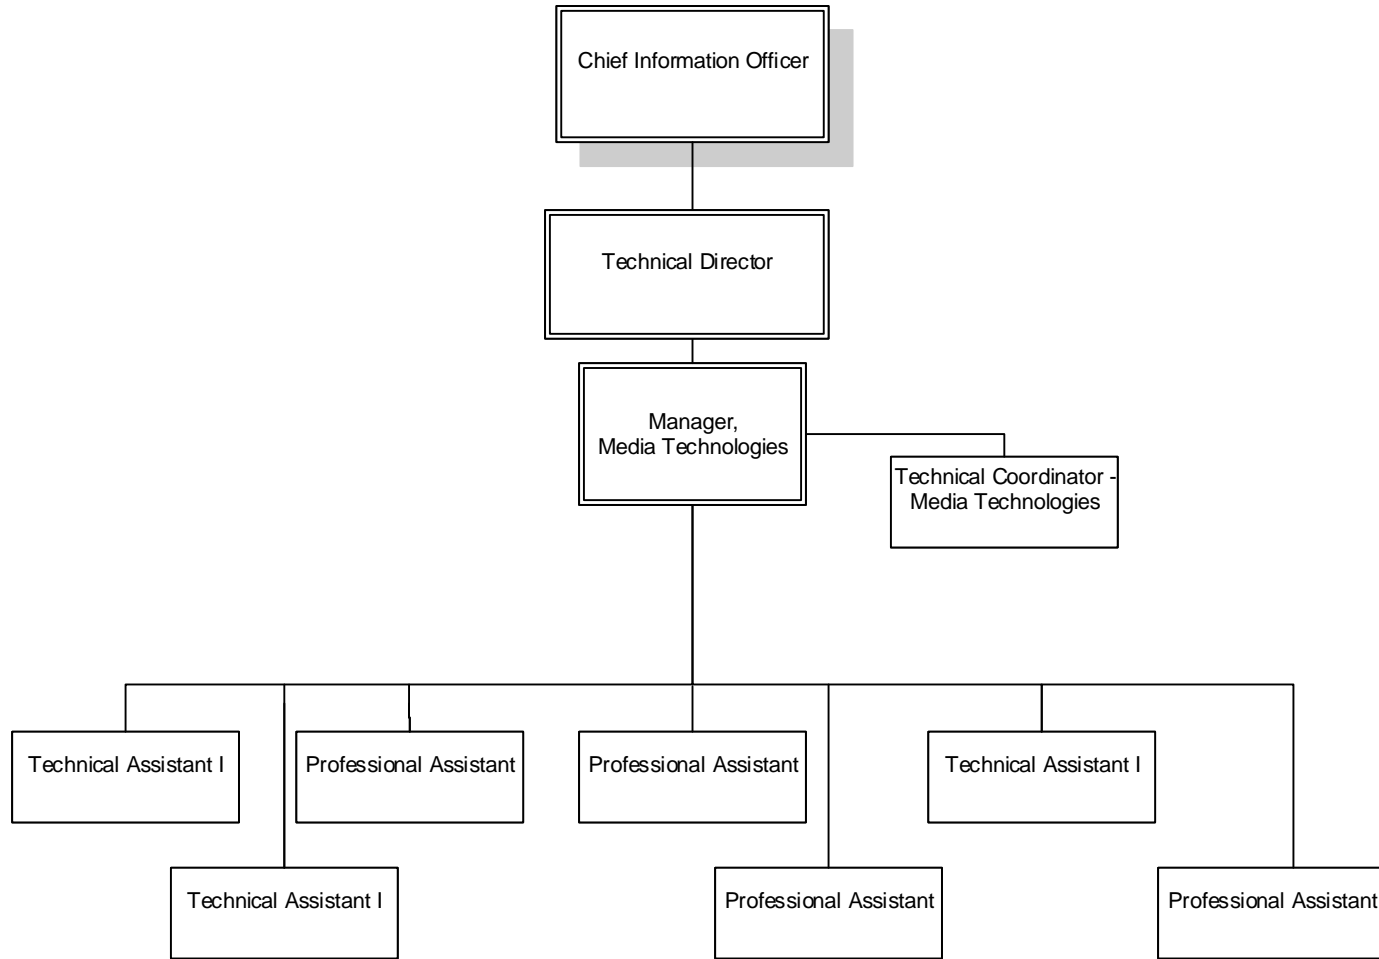 Chief Information Officer
Technical Director
Manager,
Media Technologies
Technical Coordinator -
Media Technologies
Technical Assistant I
Professional Assistant
Professional Assistant
Technical Assistant I
Technical Assistant I
Professional Assistant
Professional Assistant